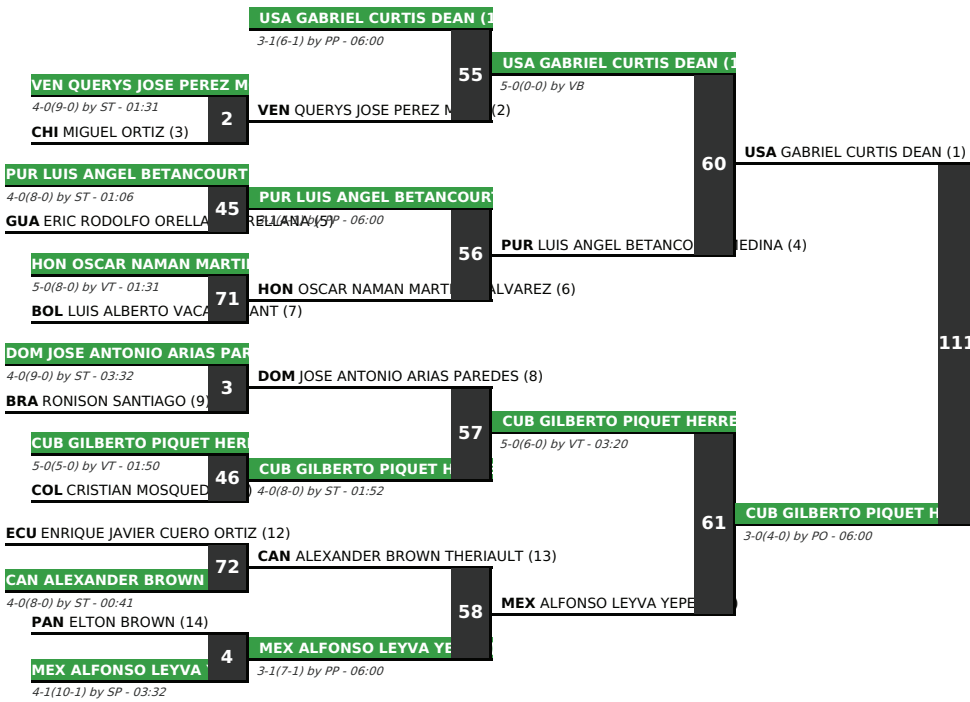 USA GABRIEL CURTIS DEAN (1
3-1(6-1) by PP - 06:00
55
VEN QUERYS JOSE PEREZ M
4-0(9-0) by ST - 01:31
2
CHI MIGUEL ORTIZ (3)
VEN QUERYS JOSE PEREZ (2)
USA GABRIEL CURTIS DEAN (1
5-0(0-0) by VB
60
USA GABRIEL CURTIS DEAN (1)
PUR LUIS ANGEL BETANCOURT
4-0(8-0) by ST - 01:06
45
GUA ERIC RODOLFO ORELLA RELLANA (5)
PUR LUIS ANGEL BETANCOURT
PP - 06:00
56
PUR LUIS ANGEL BETANCO EDINA (4)
HON OSCAR NAMAN MARTI
5-0(8-0) by VT - 01:31
71
BOL LUIS ALBERTO VACA ANT (7)
HON OSCAR NAMAN MART ALVAREZ (6)
111
DOM JOSE ANTONIO ARIAS PAR
4-0(9-0) by ST - 03:32
3
BRA RONISON SANTIAGO (9)
DOM JOSE ANTONIO ARIAS PAREDES (8)
57
CUB GILBERTO PIQUET HERRE
5-0(6-0) by VT - 03:20
61
CUB GILBERTO PIQUET H
3-0(4-0) by PO - 06:00
CUB GILBERTO PIQUET HER
5-0(5-0) by VT - 01:50
46
COL CRISTIAN MOSQUED )
CUB GILBERTO PIQUET H
4-0(8-0) by ST - 01:52
ECU ENRIQUE JAVIER CUERO ORTIZ (12)
72
CAN ALEXANDER BROWN
4-0(8-0) by ST - 00:41
CAN ALEXANDER BROWN THERIAULT (13)
58
MEX ALFONSO LEYVA YEPE )
PAN ELTON BROWN (14)
4
MEX ALFONSO LEYVA
4-1(10-1) by SP - 03:32
MEX ALFONSO LEYVA YE
3-1(7-1) by PP - 06:00